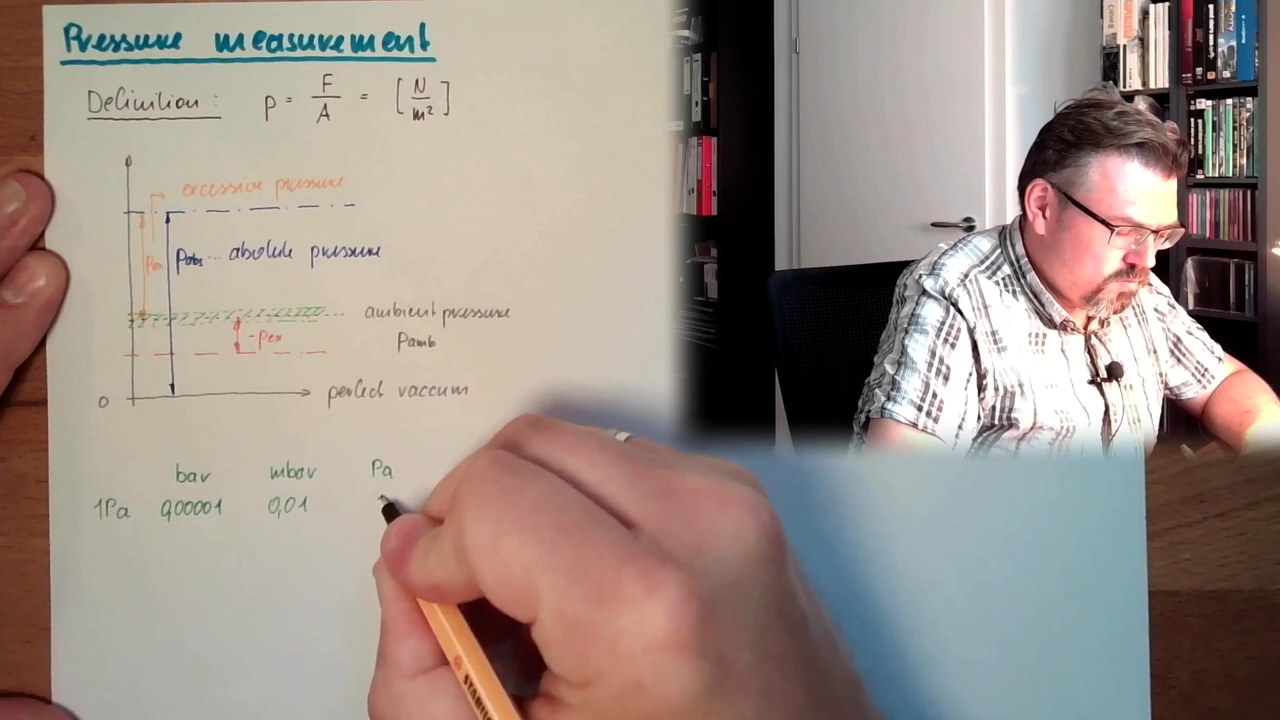 Pressure measurement
Definition : p = F/A = [N/m²]
excessive pressure
pe
pabs ... absolute pressure
ambient pressure
-pex
Pamb
0
perfect vaccum
bar mbar Pa
1Pa 0,00001 0,01